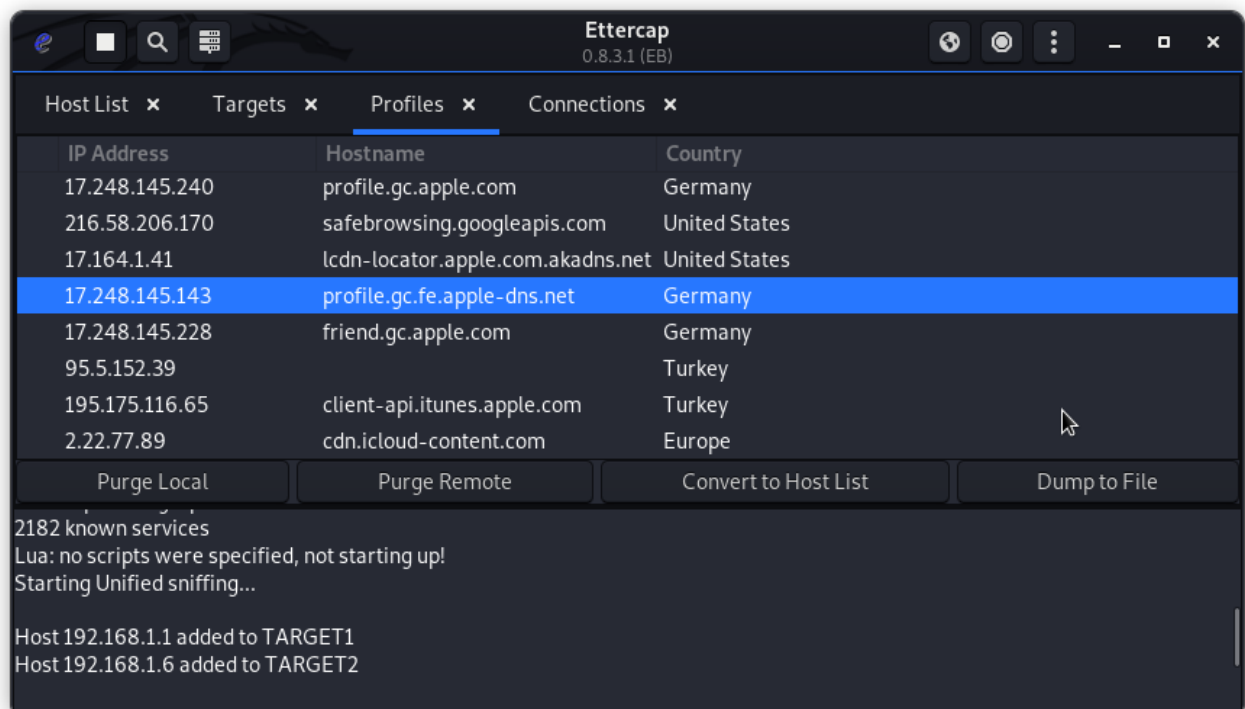 Ettercap
0.8.3.1 (EB)
Host List × Targets × Profiles × Connections ×
IP Address Hostname Country
17.248.145.240 profile.gc.apple.com Germany
216.58.206.170 safebrowsing.googleapis.com United States
17.164.1.41 lcdn-locator.apple.com.akadns.net United States
17.248.145.143 profile.gc.fe.apple-dns.net Germany
17.248.145.228 friend.gc.apple.com Germany
95.5.152.39 Turkey
195.175.116.65 client-api.itunes.apple.com Turkey
2.22.77.89 cdn.icloud-content.com Europe
Purge Local Purge Remote Convert to Host List Dump to File
2182 known services
Lua: no scripts were specified, not starting up!
Starting Unified sniffing...
Host 192.168.1.1 added to TARGET1
Host 192.168.1.6 added to TARGET2